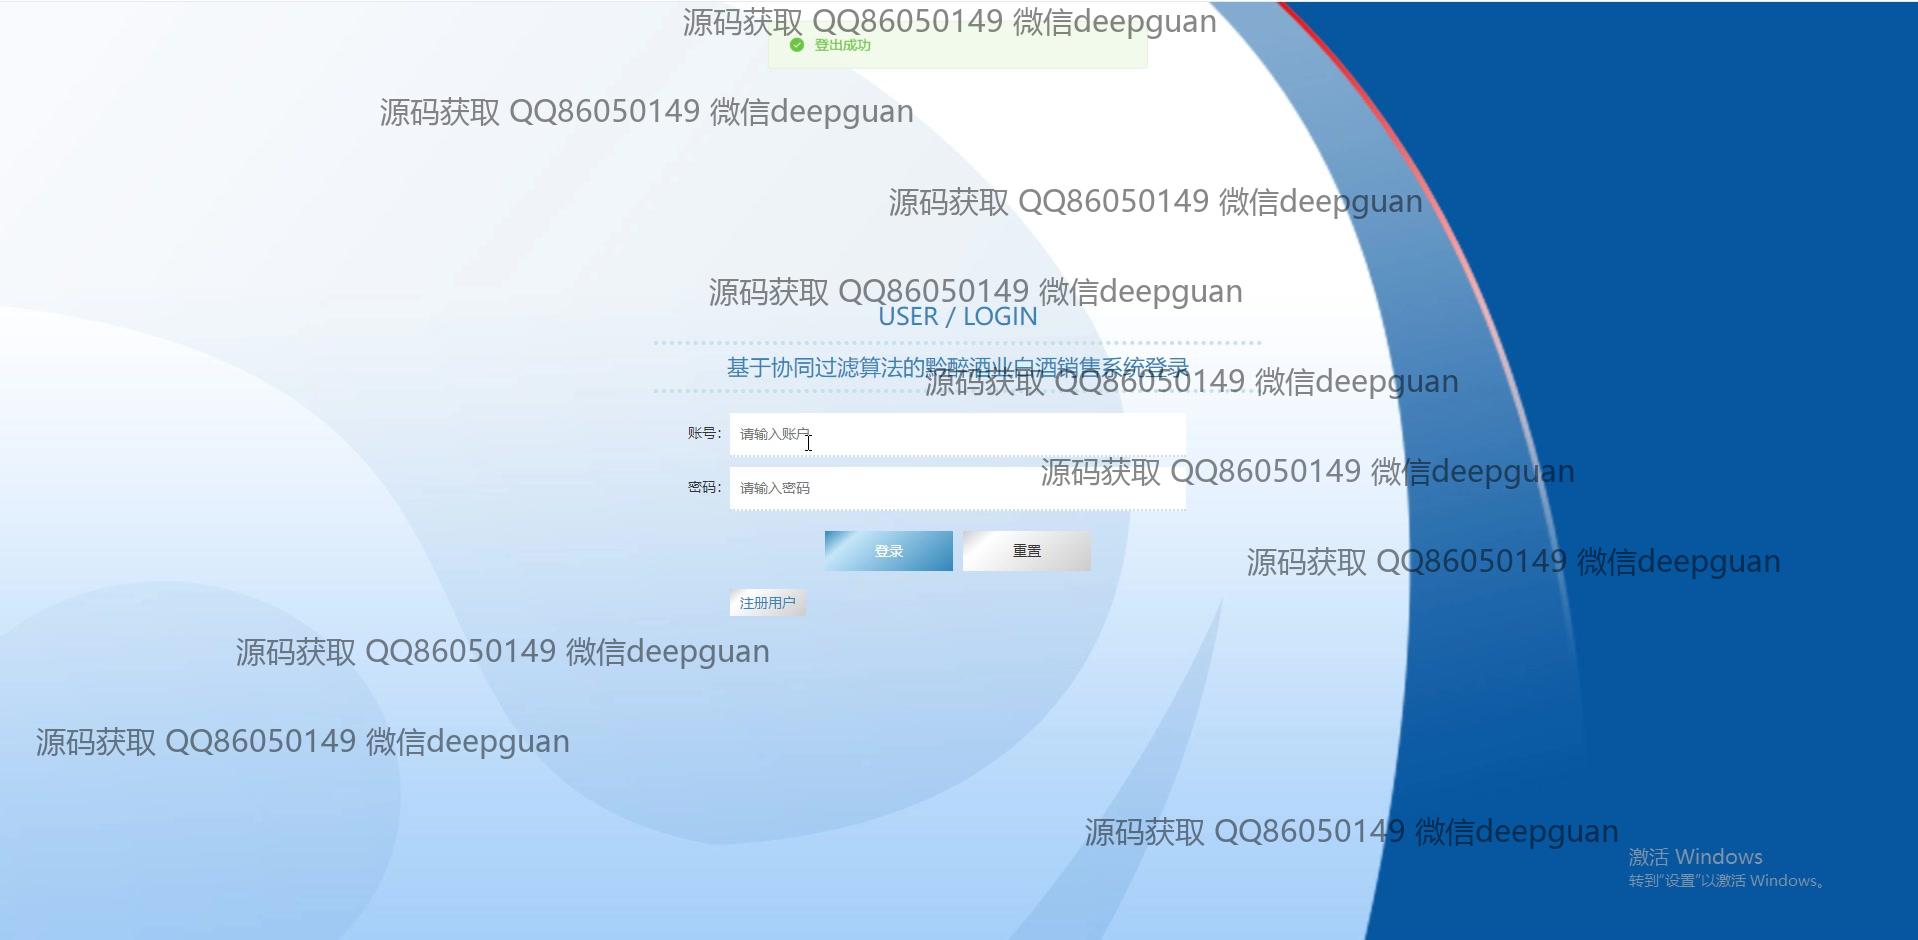 源码获取 QQ86050149 微信deepguan
登出成功
源码获取 QQ86050149 微信deepguan
源码获取 QQ86050149 微信deepguan
源码获取 QQ86050149 微信deepguan
USER / LOGIN
基于协同过滤算法的黔醉酒业白酒销售系统登录
源码获取 QQ86050149 微信deepguan
账号: 请输入账户
源码获取 QQ86050149 微信deepguan
密码: 请输入密码
登录 重置
源码获取 QQ86050149 微信deepguan
注册用户
源码获取 QQ86050149 微信deepguan
源码获取 QQ86050149 微信deepguan
源码获取 QQ86050149 微信deepguan
激活 Windows
转到"设置"以激活 Windows。